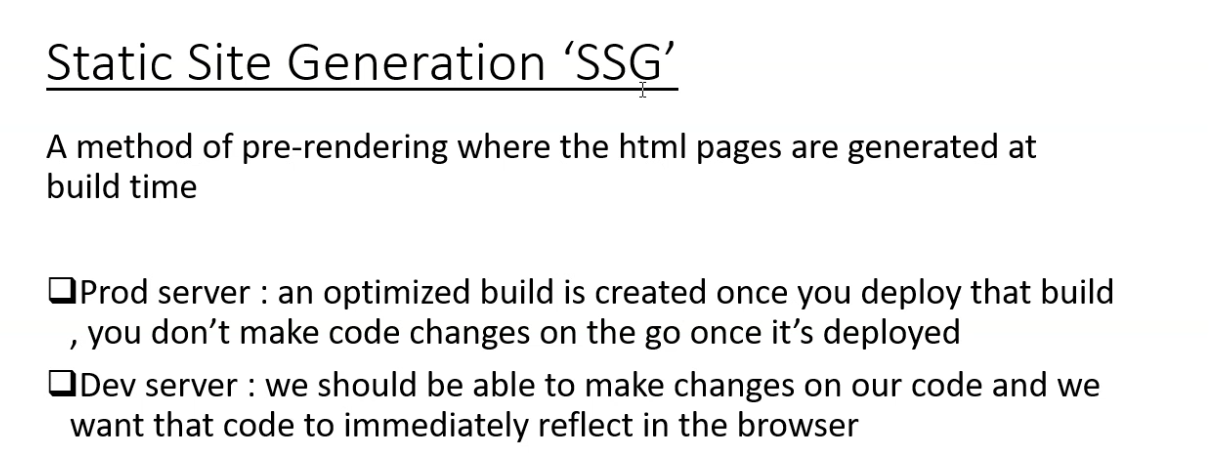 Static Site Generation ‘SSG’
A method of pre-rendering where the html pages are generated at
build time
❑Prod server : an optimized build is created once you deploy that build
, you don’t make code changes on the go once it’s deployed
❑Dev server : we should be able to make changes on our code and we
want that code to immediately reflect in the browser